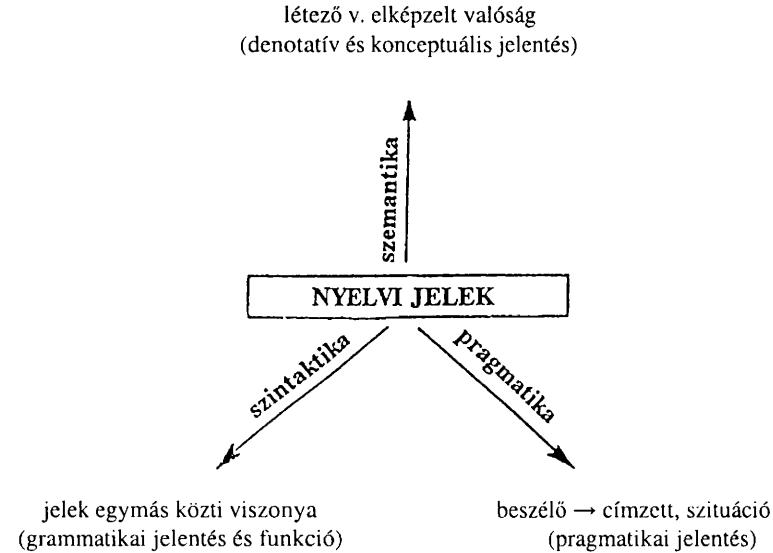 létező v. elképzelt valóság
(denotatív és konceptuális jelentés)
szemantika
NYELVI JELEK
szintaktika
pragmatika
jelek egymás közti viszonya
(grammatikai jelentés és funkció)
beszélő → címzett, szituáció
(pragmatikai jelentés)